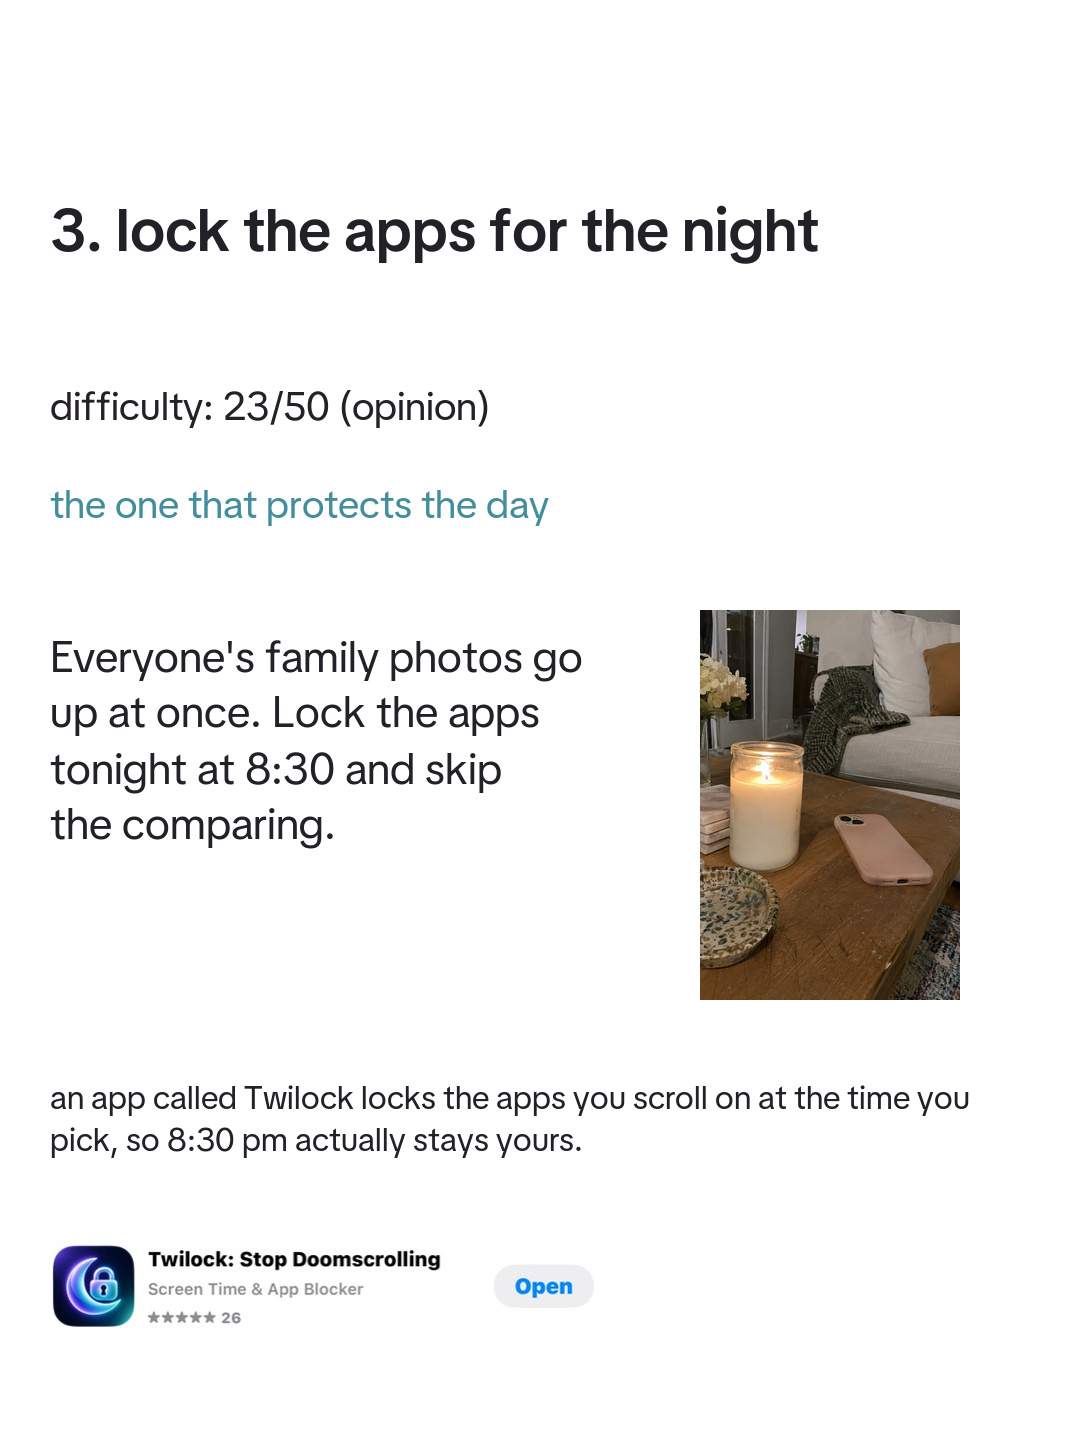 3. lock the apps for the night
difficulty: 23/50 (opinion)
the one that protects the day
Everyone's family photos go
up at once. Lock the apps
tonight at 8:30 and skip
the comparing.
an app called Twilock locks the apps you scroll on at the time you
pick, so 8:30 pm actually stays yours.
Twilock: Stop Doomscrolling
Screen Time & App Blocker
★★★★★ 26
Open